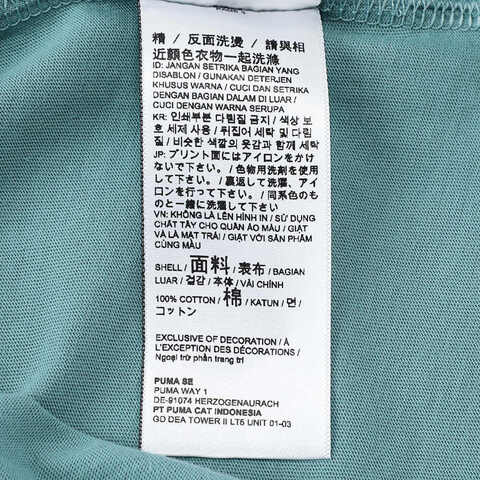 精 / 反面洗燙 / 請與相
近顏色衣物一起洗滌
ID: JANGAN SETRIKA BAGIAN YANG
DISABLON / GUNAKAN DETERJEN
KHUSUS WARNA / CUCI DAN SETRIKA
DENGAN BAGIAN DALAM DI LUAR /
CUCI DENGAN WARNA SERUPA
KR: 인쇄부분 다림질 금지 / 색상 보
호 세제 사용 / 뒤집어 세탁 및 다림
질 / 비슷한 색깔의 옷감과 함께 세탁
JP: プリント面にはアイロンをかけ
ないで下さい。/ 色物用洗剤を使用
して下さい。/ 裏返して洗濯、アイ
ロンを行って下さい。/ 同系色のも
のと一緒に洗濯して下さい。
VN: KHÔNG LÀ LÊN HÌNH IN / SỬ DỤNG
CHẤT TẨY CHO QUẦN ÁO MÀU / GIẶT
VÀ LÀ MẶT TRÁI / GIẶT VỚI SẢN PHẨM
CÙNG MÀU
SHELL / 面料 / 表布 / BAGIAN
LUAR / 겉감 / 本体 / VẢI CHÍNH
100% COTTON / 棉 / KATUN / 면 /
コットン
EXCLUSIVE OF DECORATION / À
L'EXCEPTION DES DÉCORATIONS /
Ngoại trừ phần trang trí
PUMA SE
PUMA WAY 1
DE-91074 HERZOGENAURACH
PT PUMA CAT INDONESIA
GD DEA TOWER II LT5 UNIT 01-03